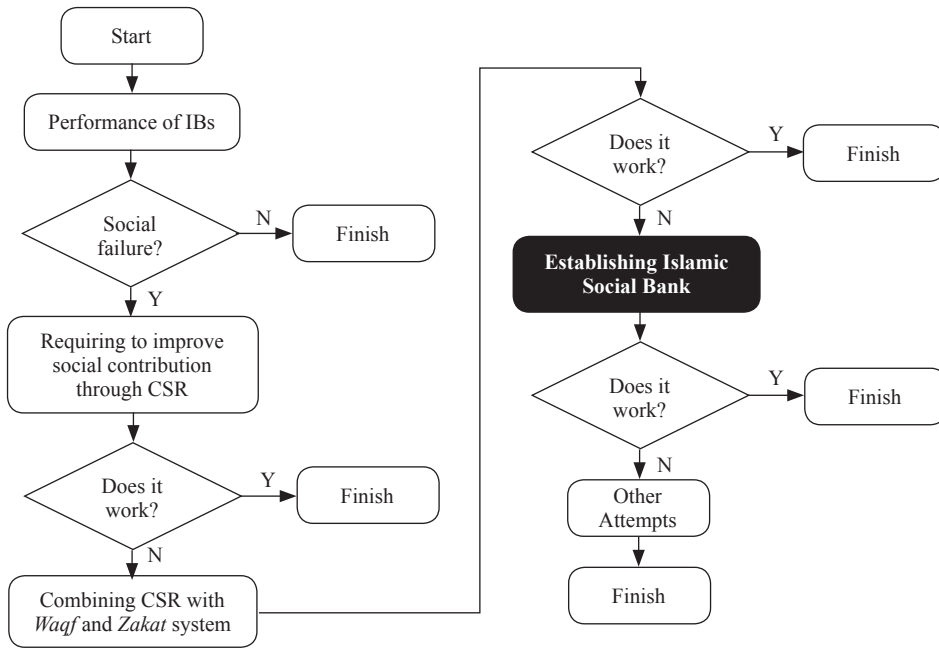 Start
Performance of IBs
Social
failure?
N
Finish
Y
Requiring to improve
social contribution
through CSR
Does it
work?
Y
Finish
N
Combining CSR with
Waqf and Zakat system
Does it
work?
Y
Finish
N
Establishing Islamic
Social Bank
Does it
work?
Y
Finish
N
Other
Attempts
Finish